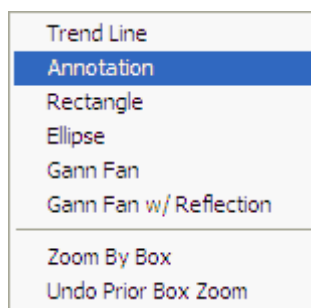 Trend Line
Annotation
Rectangle
Ellipse
Gann Fan
Gann Fan w/ Reflection
Zoom By Box
Undo Prior Box Zoom